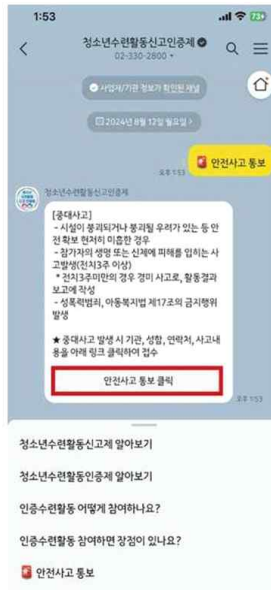 1:53
73
청소년수련활동신고인증제
02-330-2800
사업자/기관 정보가 확인된 채널
2024년 8월 12일 월요일 >
오후 1:53
안전사고 통보
청소년수련활동신고인증제
[중대사고]
- 시설이 붕괴되거나 붕괴될 우려가 있는 등 안
전 확보 현저히 미흡한 경우
- 참가자의 생명 또는 신체에 피해를 입히는 사
고발생(전치3주 이상)
* 전치3주미만의 경우 경미 사고로, 활동결과
보고에 작성
- 성폭력범죄, 아동복지법 제17조의 금지행위
발생
★ 중대사고 발생 시 기관, 성함, 연락처, 사고내
용을 아래 링크 클릭하여 접수
안전사고 통보 클릭
오후 1:53
청소년수련활동신고제 알아보기
청소년수련활동인증제 알아보기
인증수련활동 어떻게 참여하나요?
인증수련활동 참여하면 장점이 있나요?
안전사고 통보